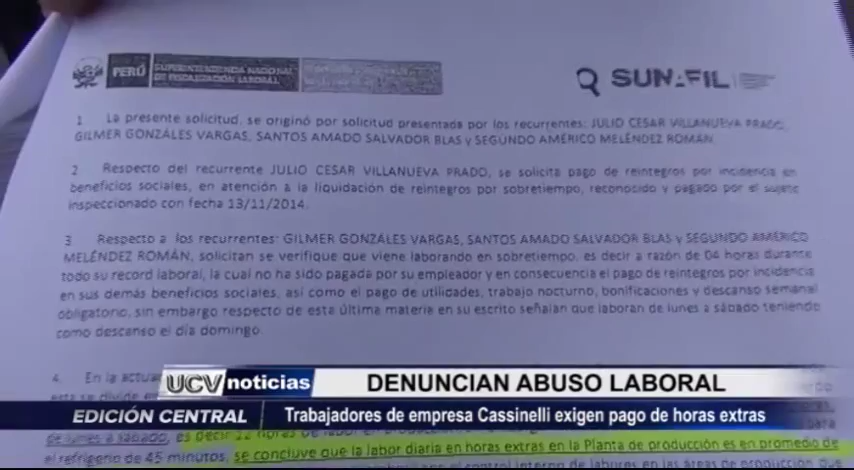 PERÚ SUPERINTENDENCIA NACIONAL
DE FISCALIZACIÓN LABORAL
SUNAFIL
1 La presente solicitud, se originó por solicitud presentada por los recurrentes: JULIO CESAR VILLANUEVA PRADO,
GILMER GONZÁLES VARGAS, SANTOS AMADO SALVADOR BLAS y SEGUNDO AMÉRICO MELÉNDEZ ROMÁN.
2 Respecto del recurrente JULIO CESAR VILLANUEVA PRADO, se solicita pago de reintegros por incidencia en
beneficios sociales, en atención a la liquidación de reintegros por sobretiempo, reconocido y pagado por el sujeto
inspeccionado con fecha 13/11/2014.
3 Respecto a los recurrentes: GILMER GONZÁLES VARGAS, SANTOS AMADO SALVADOR BLAS y SEGUNDO AMÉRICO
MELÉNDEZ ROMÁN, solicitan se verifique que viene laborando en sobretiempo, es decir a razón de 04 horas durante
todo su record laboral, la cual no ha sido pagada por su empleador y en consecuencia el pago de reintegros por incidencia
en sus demás beneficios sociales, así como el pago de utilidades, trabajo nocturno, bonificaciones y descanso semanal
obligatorio, sin embargo respecto de esta última materia en su escrito señalan que laboran de lunes a sábado teniendo
como descanso el día domingo.
4. En la
UCV noticias DENUNCIAN ABUSO LABORAL
EDICIÓN CENTRAL Trabajadores de empresa Cassinelli exigen pago de horas extras
para
de lunes a sábado, es decir 12 horas de labor en
el refrigerio de 45 minutos, se concluye que la labor diaria en horas extras en la Planta de producción es en promedio de